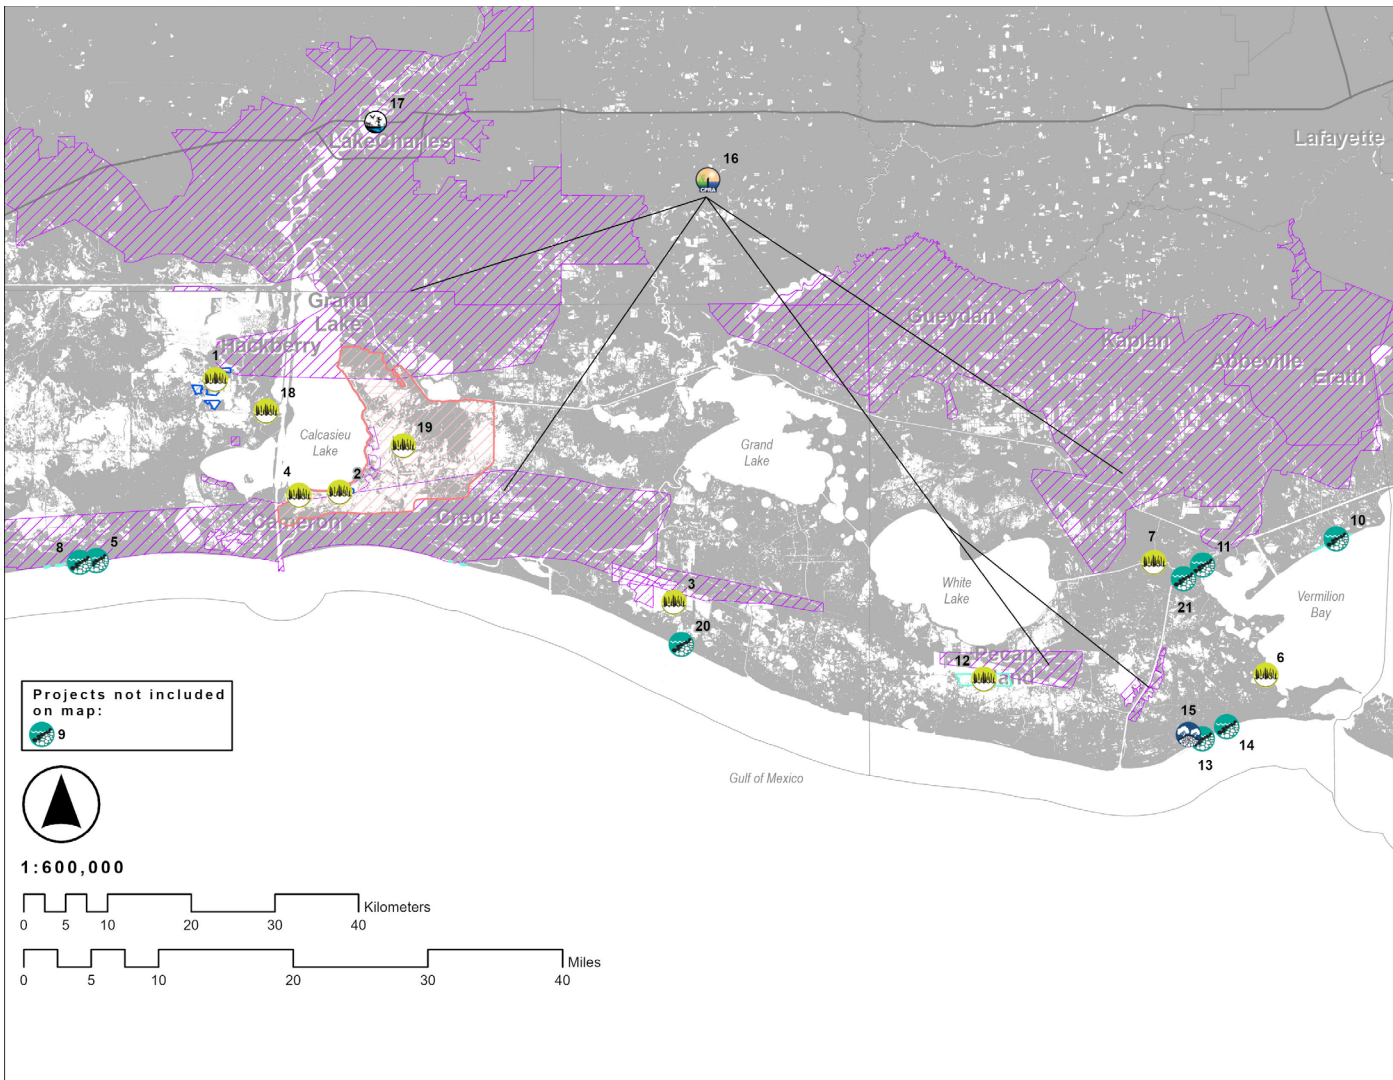 17
LakeCharles
Lafayette
16
CPRA
Grand
Lake
Hackberry
Gueydan
Kaplan
Abbeville
Erath
1
18
Calcasieu
Lake
19
Grand
Lake
4
2
Cameron
Creole
8
5
7
11
10
21
3
20
White
Lake
Vermilion
Bay
Pecan
Island
12
6
15
13
14
Gulf of Mexico
Projects not included
on map:
9
1:600,000
0 5 10 20 30 40 Kilometers
0 5 10 20 30 40 Miles